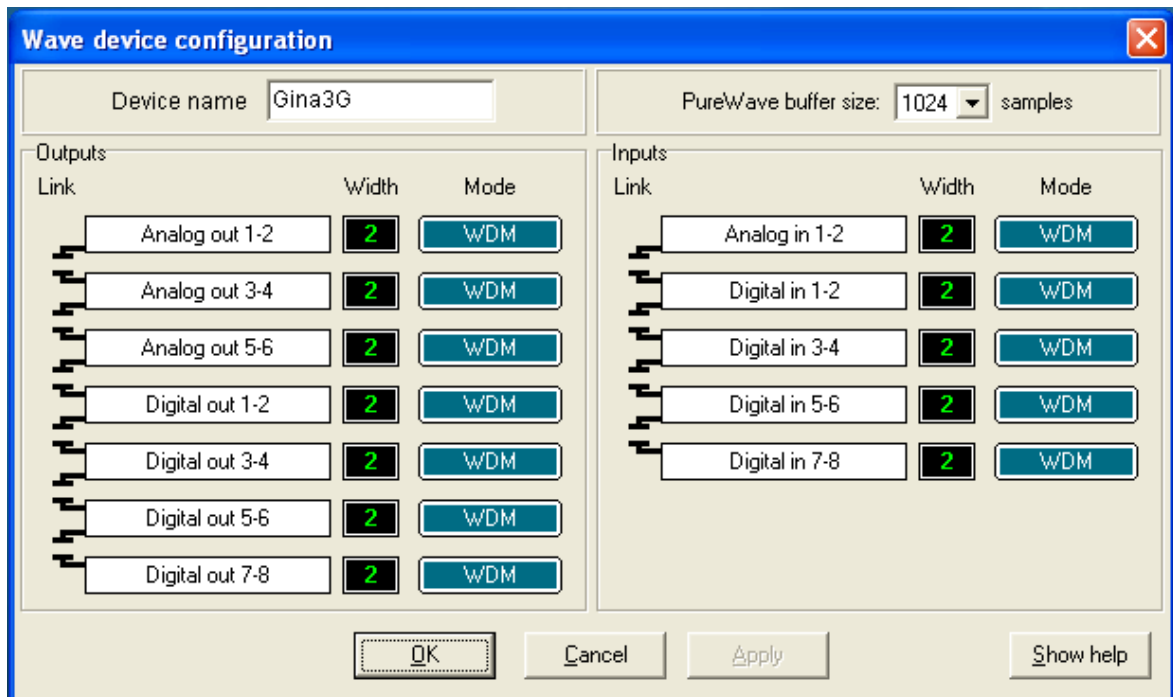 Wave device configuration
Device name Gina3G
PureWave buffer size: 1024 samples
Outputs
Link Width Mode
Analog out 1-2 2 WDM
Analog out 3-4 2 WDM
Analog out 5-6 2 WDM
Digital out 1-2 2 WDM
Digital out 3-4 2 WDM
Digital out 5-6 2 WDM
Digital out 7-8 2 WDM
Inputs
Link Width Mode
Analog in 1-2 2 WDM
Digital in 1-2 2 WDM
Digital in 3-4 2 WDM
Digital in 5-6 2 WDM
Digital in 7-8 2 WDM
OK Cancel Apply Show help